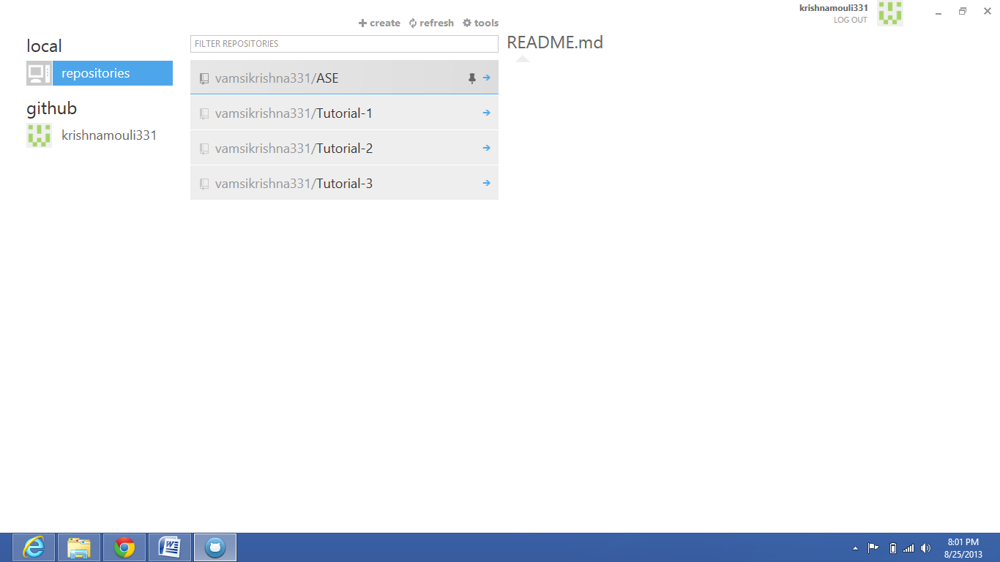 krishnamouli331
LOG OUT
create refresh tools
local
FILTER REPOSITORIES
README.md
repositories
vamsikrishna331/ASE
github
vamsikrishna331/Tutorial-1
krishnamouli331
vamsikrishna331/Tutorial-2
vamsikrishna331/Tutorial-3
8:01 PM
8/25/2013